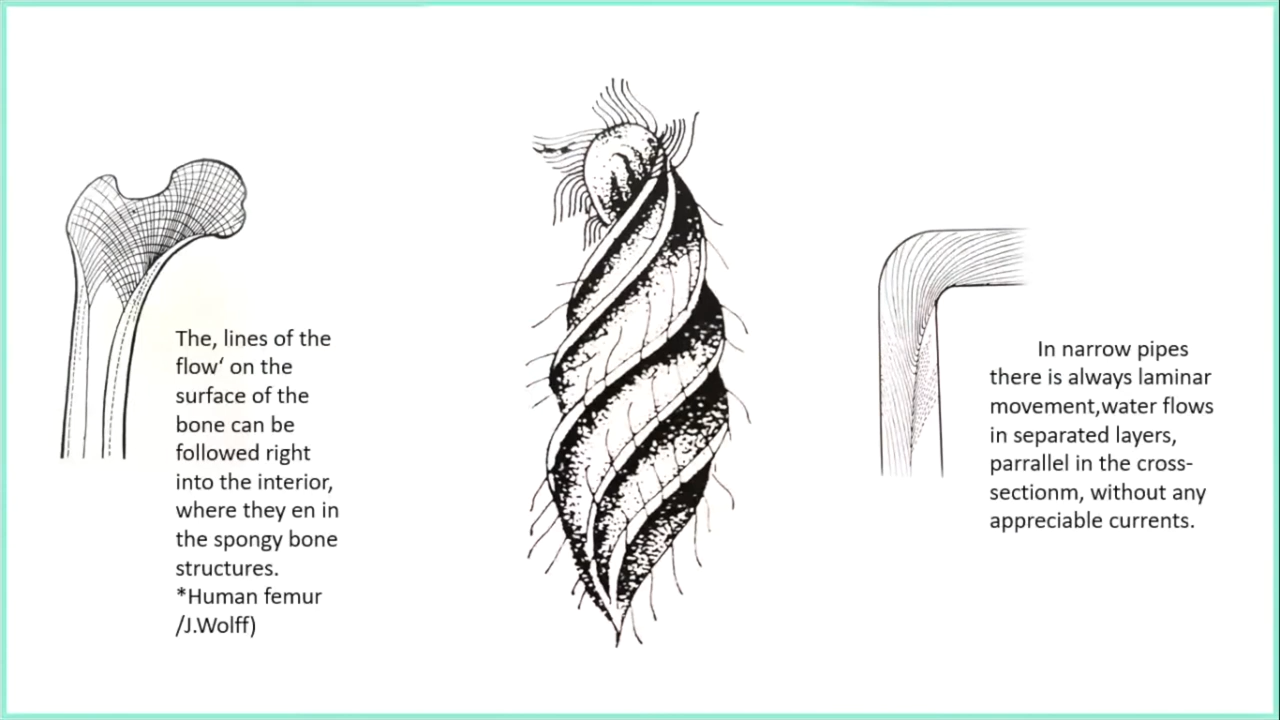 The, lines of the
flow‘ on the
surface of the
bone can be
followed right
into the interior,
where they en in
the spongy bone
structures.
*Human femur
/J.Wolff)
In narrow pipes
there is always laminar
movement,water flows
in separated layers,
parrallel in the cross-
sectionm, without any
appreciable currents.